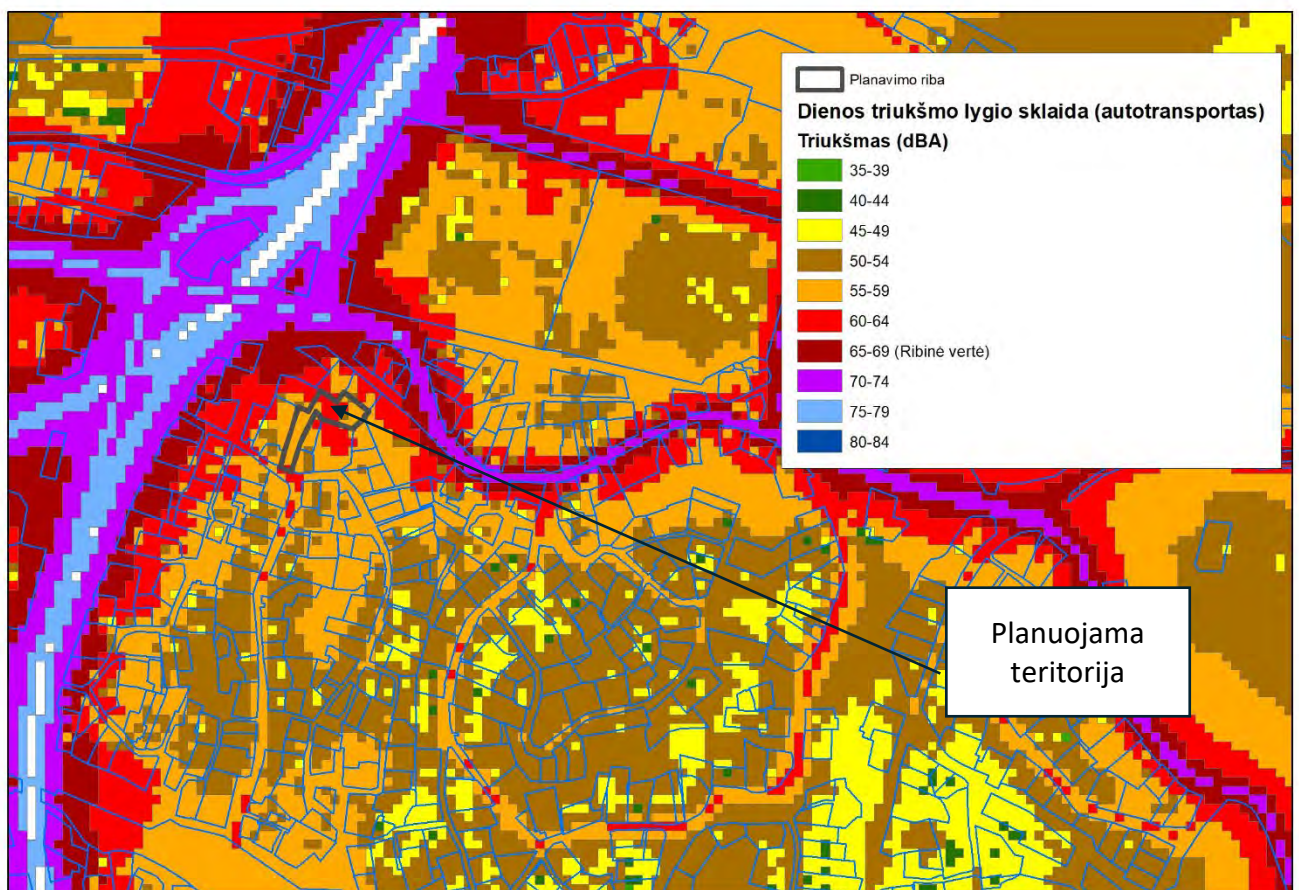 Planavimo riba
Dienos triukšmo lygio sklaida (autotransportas)
Triukšmas (dBA)
35-39
40-44
45-49
50-54
55-59
60-64
65-69 (Ribinė vertė)
70-74
75-79
80-84
Planuojama
teritorija